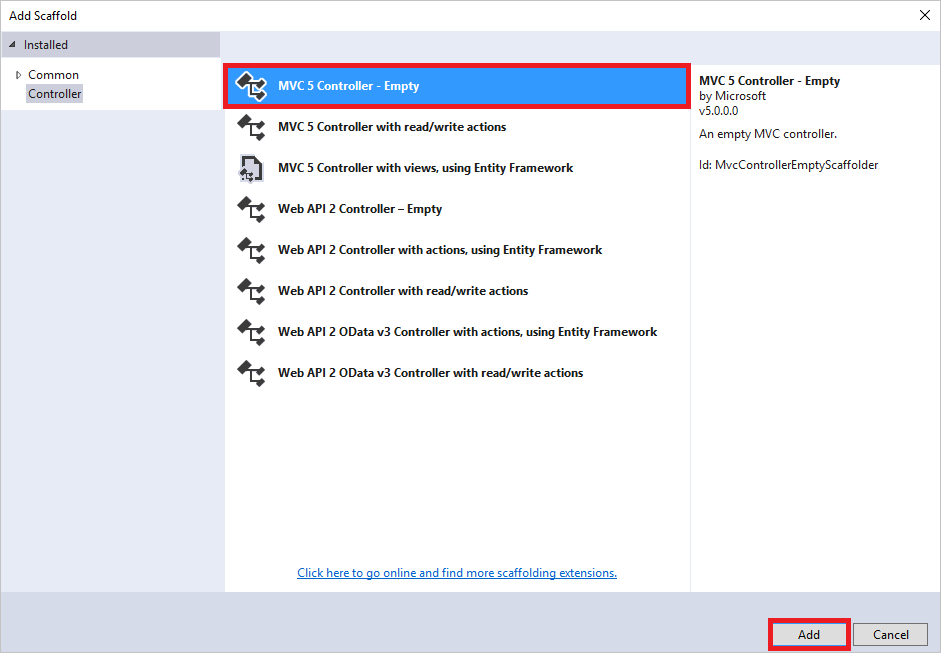 Add Scaffold
Installed
Common
Controller
MVC 5 Controller - Empty
MVC 5 Controller with read/write actions
MVC 5 Controller with views, using Entity Framework
Web API 2 Controller – Empty
Web API 2 Controller with actions, using Entity Framework
Web API 2 Controller with read/write actions
Web API 2 OData v3 Controller with actions, using Entity Framework
Web API 2 OData v3 Controller with read/write actions
Click here to go online and find more scaffolding extensions.
MVC 5 Controller - Empty
by Microsoft
v5.0.0.0
An empty MVC controller.
Id: MvcControllerEmptyScaffolder
Add
Cancel